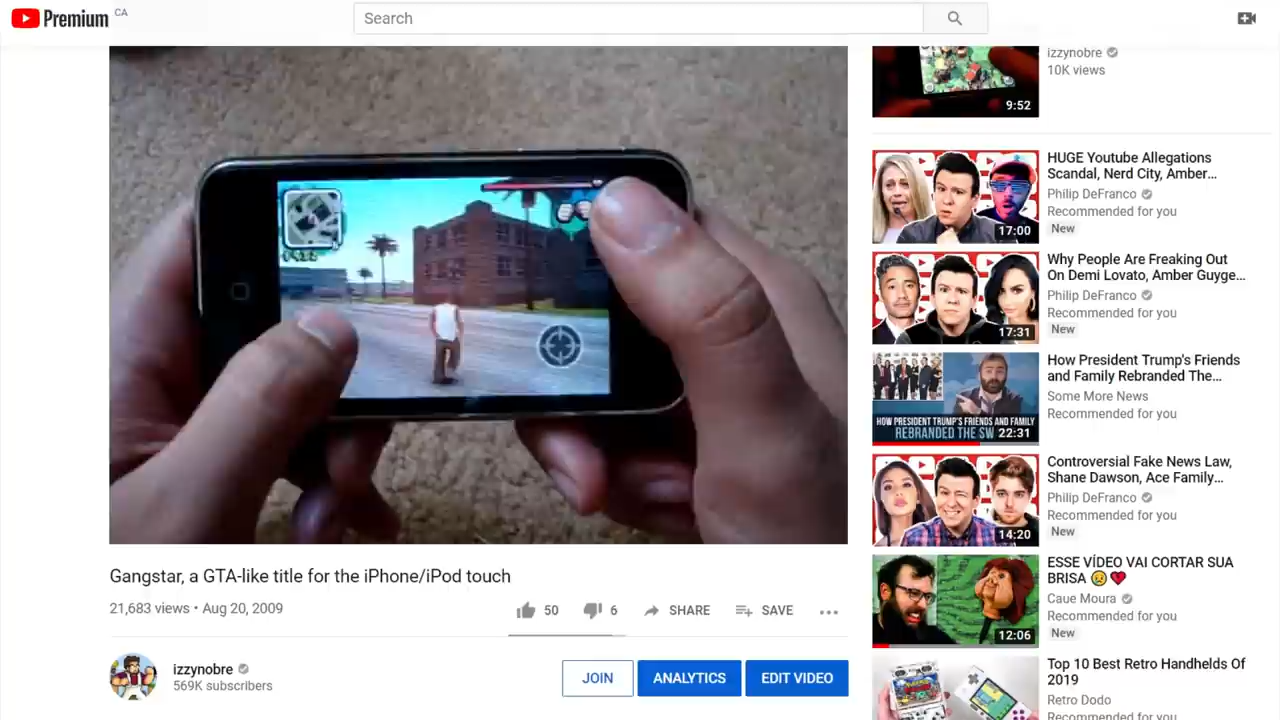 Premium CA
Search
izzynobre
10K views
9:52
HUGE Youtube Allegations
Scandal, Nerd City, Amber...
Philip DeFranco
Recommended for you
New
17:00
Why People Are Freaking Out
On Demi Lovato, Amber Guyge...
Philip DeFranco
Recommended for you
New
17:31
How President Trump's Friends
and Family Rebranded The...
Some More News
Recommended for you
HOW PRESIDENT TRUMP'S FRIENDS AND FAMILY
REBRANDED THE SW
22:31
Controversial Fake News Law,
Shane Dawson, Ace Family...
Philip DeFranco
Recommended for you
New
14:20
ESSE VÍDEO VAI CORTAR SUA
BRISA 😥💔
Caue Moura
Recommended for you
New
12:06
Top 10 Best Retro Handhelds Of
2019
Retro Dodo
Recommended for you
Gangstar, a GTA-like title for the iPhone/iPod touch
21,683 views • Aug 20, 2009
50
6
SHARE
SAVE
izzynobre
569K subscribers
JOIN
ANALYTICS
EDIT VIDEO